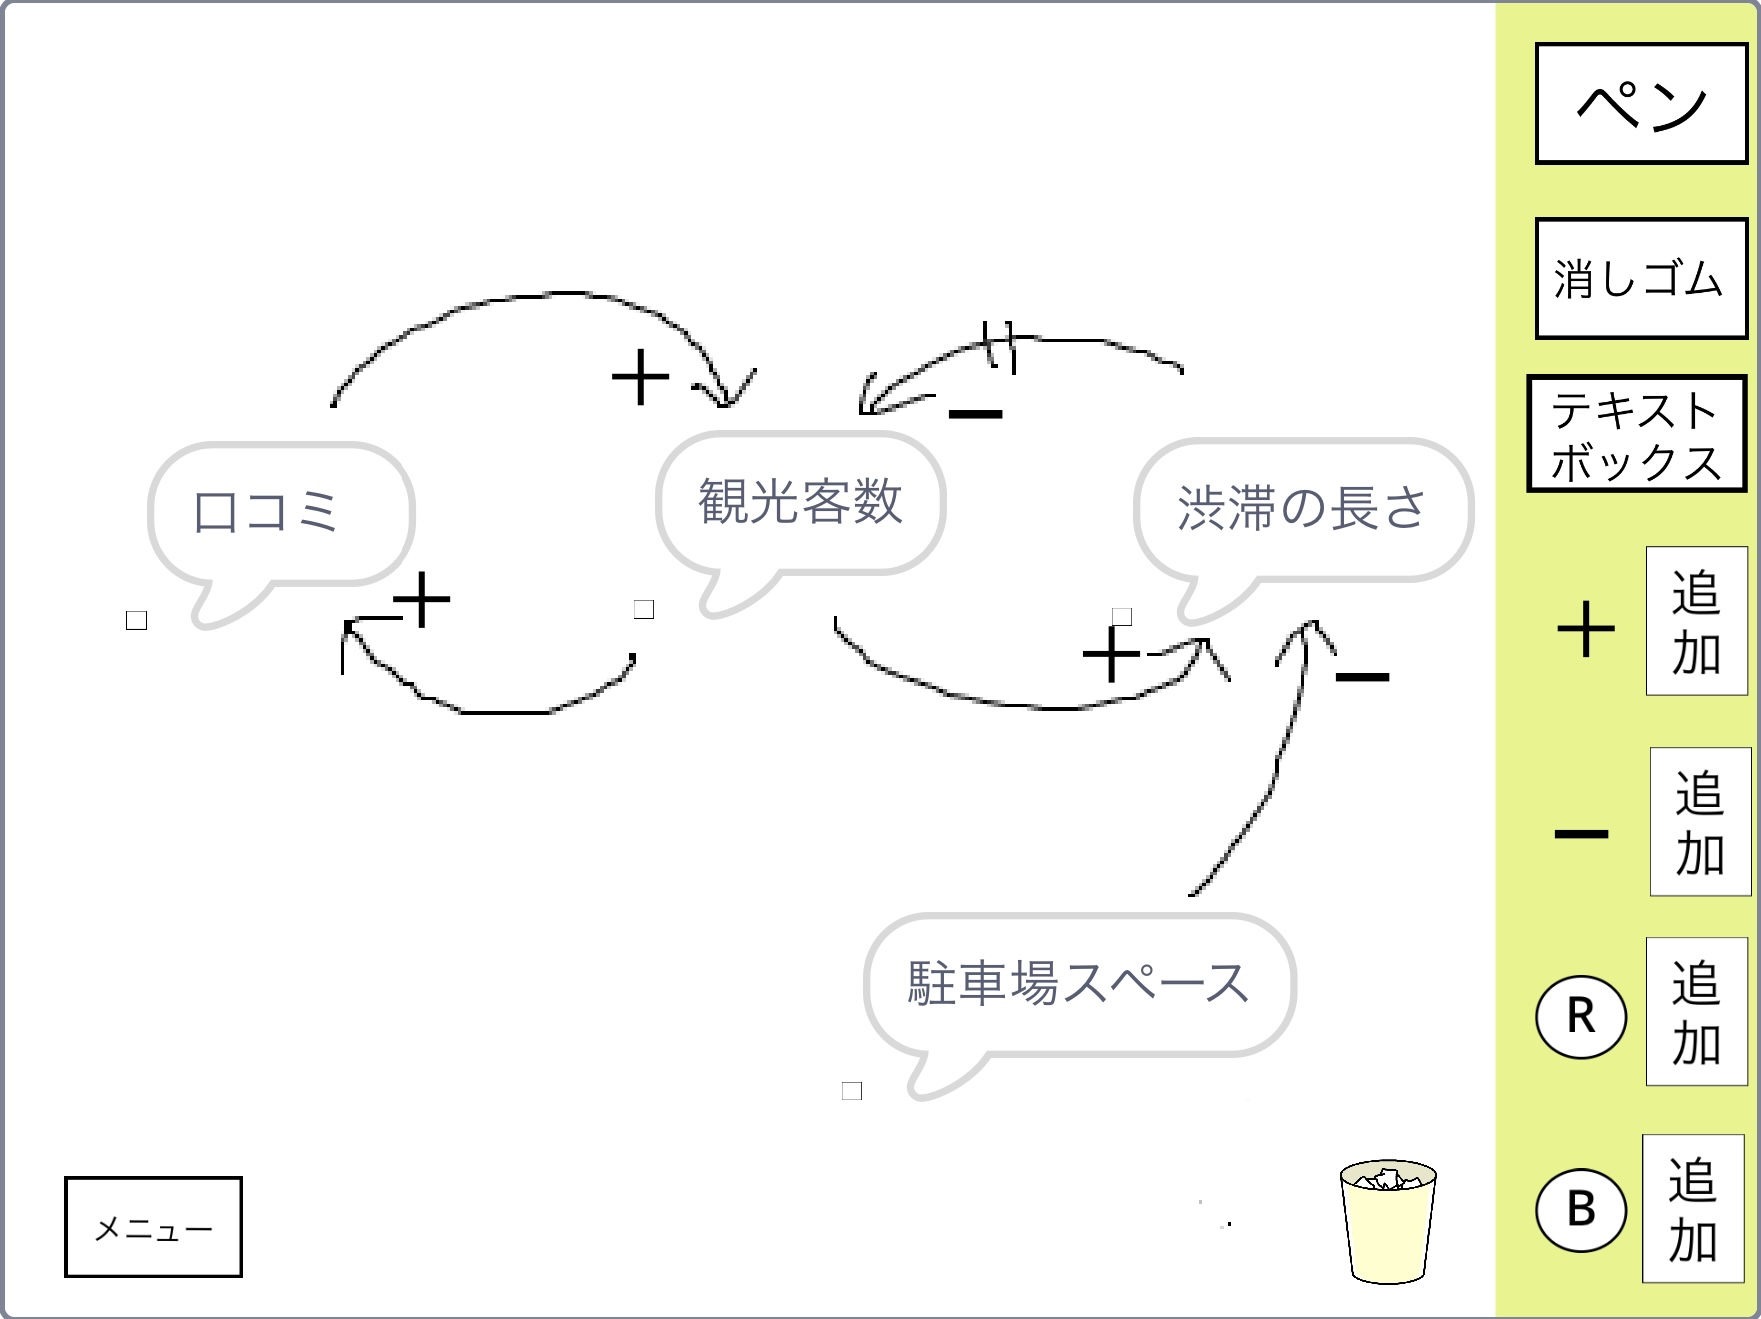 ペン
消しゴム
テキスト
ボックス
+
追
加
−
追
加
R
追
加
B
追
加
+
−
口コミ
観光客数
渋滞の長さ
+
+
−
駐車場スペース
メニュー